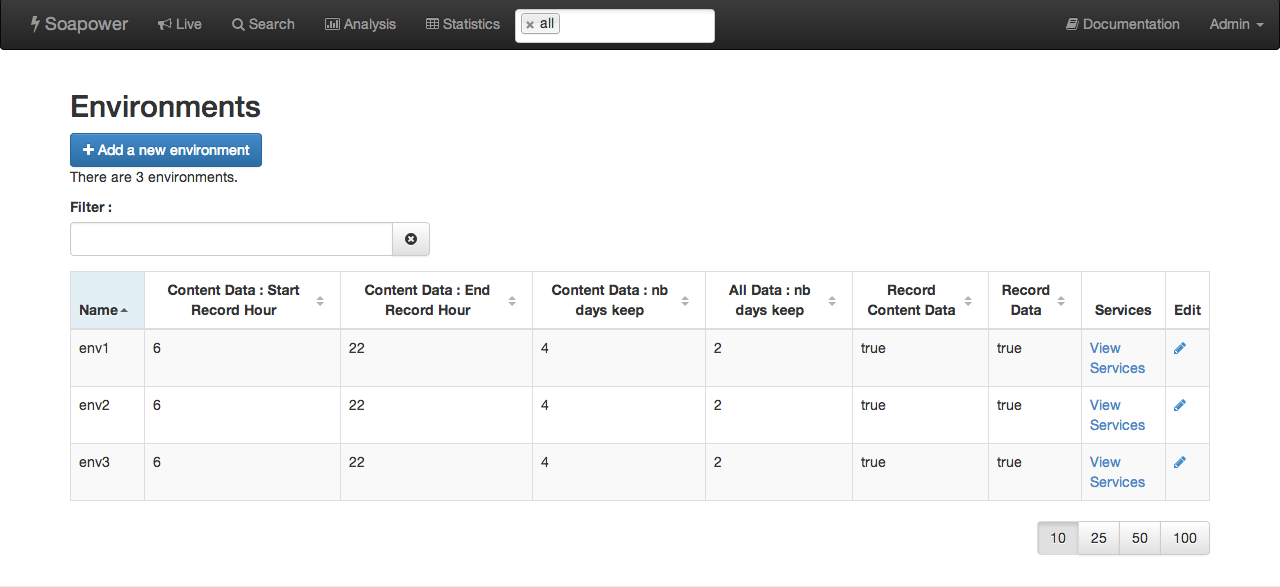 Soapower Live Search Analysis Statistics × all Documentation Admin
Environments
+ Add a new environment
There are 3 environments.
Filter :
Name Content Data : Start Record Hour Content Data : End Record Hour Content Data : nb days keep All Data : nb days keep Record Content Data Record Data Services Edit
env1 6 22 4 2 true true View Services
env2 6 22 4 2 true true View Services
env3 6 22 4 2 true true View Services
10 25 50 100